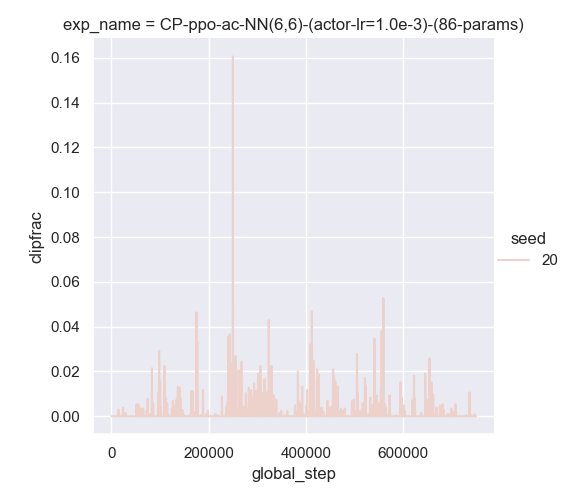 exp_name = CP-ppo-ac-NN(6,6)-(actor-lr=1.0e-3)-(86-params)
0.16
0.14
0.12
0.10
0.08
0.06
0.04
0.02
0.00
clipfrac
0 200000 400000 600000
global_step
seed
20